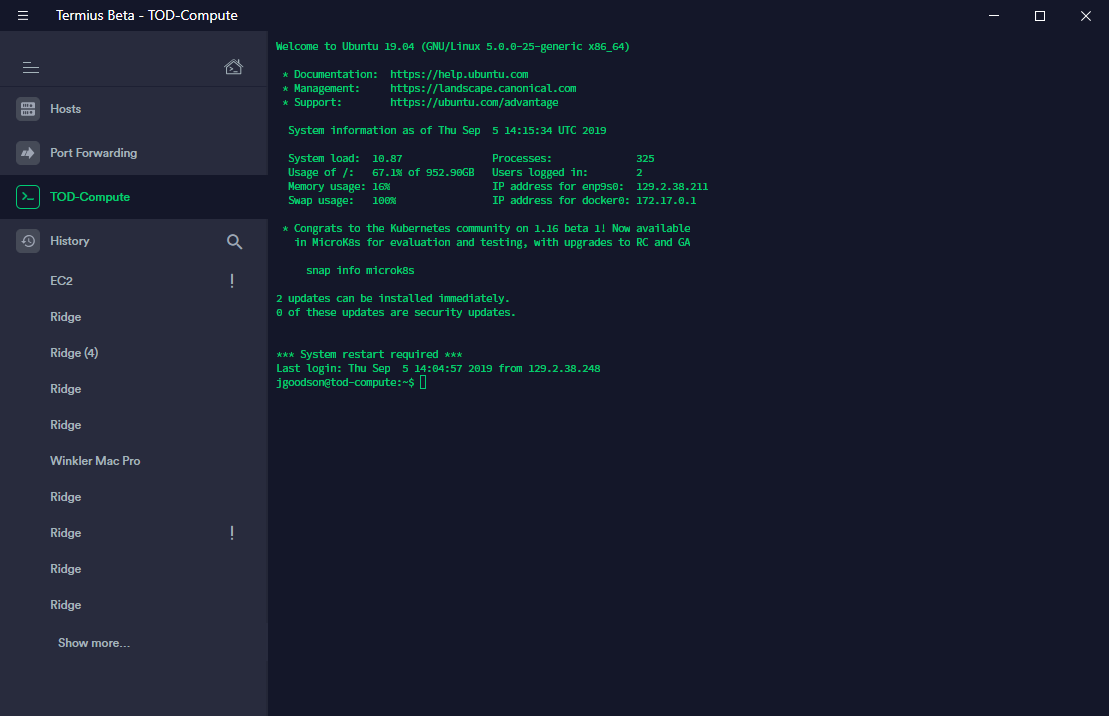 Termius Beta - TOD-Compute
Hosts
Port Forwarding
TOD-Compute
History
EC2
Ridge
Ridge (4)
Ridge
Ridge
Winkler Mac Pro
Ridge
Ridge
Ridge
Ridge
Show more...
Welcome to Ubuntu 19.04 (GNU/Linux 5.0.0-25-generic x86_64)
* Documentation:  https://help.ubuntu.com
* Management:     https://landscape.canonical.com
* Support:        https://ubuntu.com/advantage
System information as of Thu Sep  5 14:15:34 UTC 2019
System load:  10.87               Processes:              325
Usage of /:   67.1% of 952.90GB   Users logged in:        2
Memory usage: 16%                 IP address for enp9s0:  129.2.38.211
Swap usage:   100%                IP address for docker0: 172.17.0.1
* Congrats to the Kubernetes community on 1.16 beta 1! Now available
in MicroK8s for evaluation and testing, with upgrades to RC and GA
snap info microk8s
2 updates can be installed immediately.
0 of these updates are security updates.
*** System restart required ***
Last login: Thu Sep  5 14:04:57 2019 from 129.2.38.248
jgoodson@tod-compute:~$